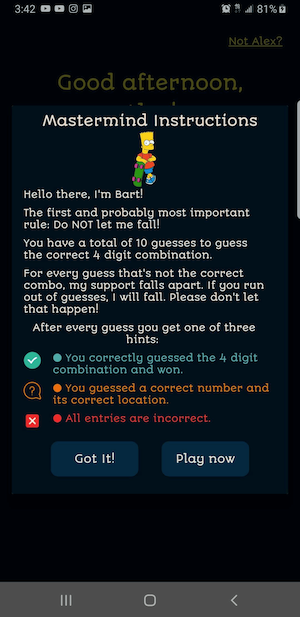 3:42
81%
Not Alex?
Good afternoon,
Mastermind Instructions
Hello there, I'm Bart!
The first and probably most important
rule: Do NOT let me fall!
You have a total of 10 guesses to guess
the correct 4 digit combination.
For every guess that's not the correct
combo, my support falls apart. If you run
out of guesses, I will fall. Please don't let
that happen!
After every guess you get one of three
hints:
● You correctly guessed the 4 digit
combination and won.
● You guessed a correct number and
its correct location.
● All entries are incorrect.
Got It!
Play now